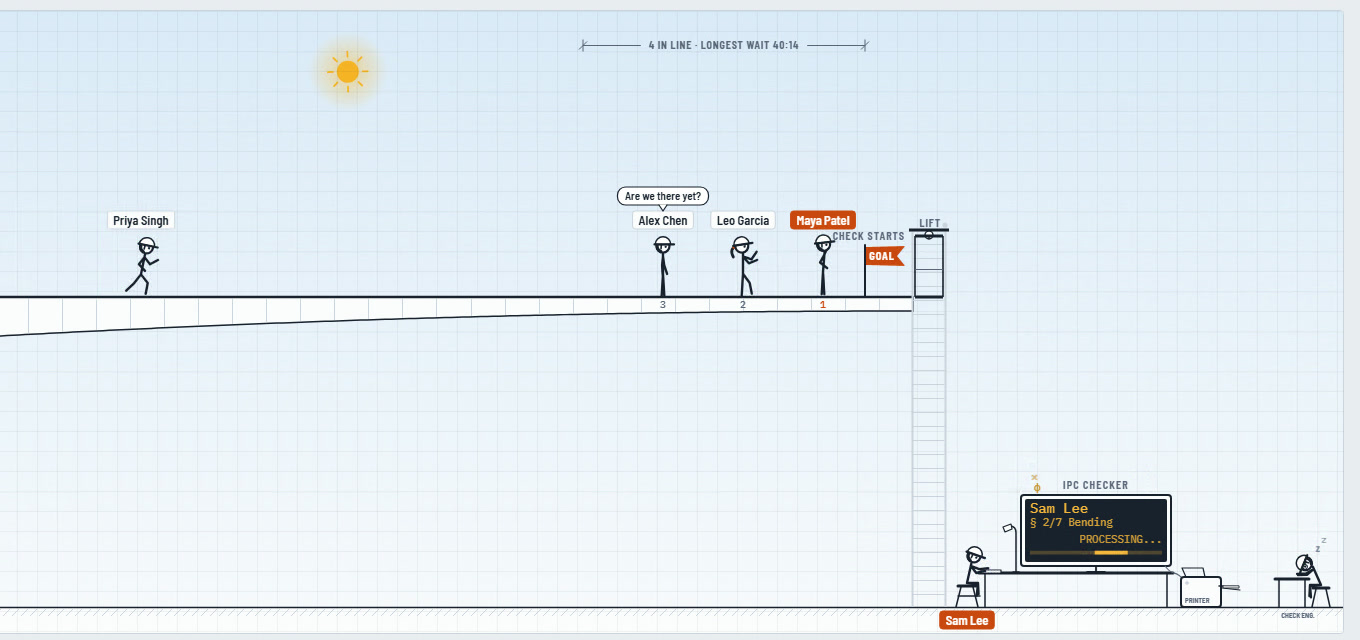 4 IN LINE · LONGEST WAIT 40:14
Are we there yet?
Priya Singh
Alex Chen
Leo Garcia
Maya Patel
LIFT
CHECK STARTS
GOAL
3
2
1
IPC CHECKER
Sam Lee
§ 2/7 Bending
PROCESSING...
z
z
PRINTER
CHECK ENG.
Sam Lee